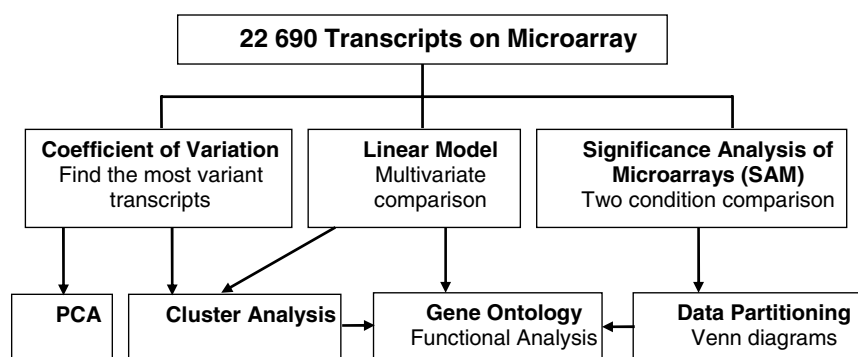 22 690 Transcripts on Microarray
Coefficient of Variation
Find the most variant
transcripts
Linear Model
Multivariate
comparison
Significance Analysis of
Microarrays (SAM)
Two condition comparison
PCA
Cluster Analysis
Gene Ontology
Functional Analysis
Data Partitioning
Venn diagrams